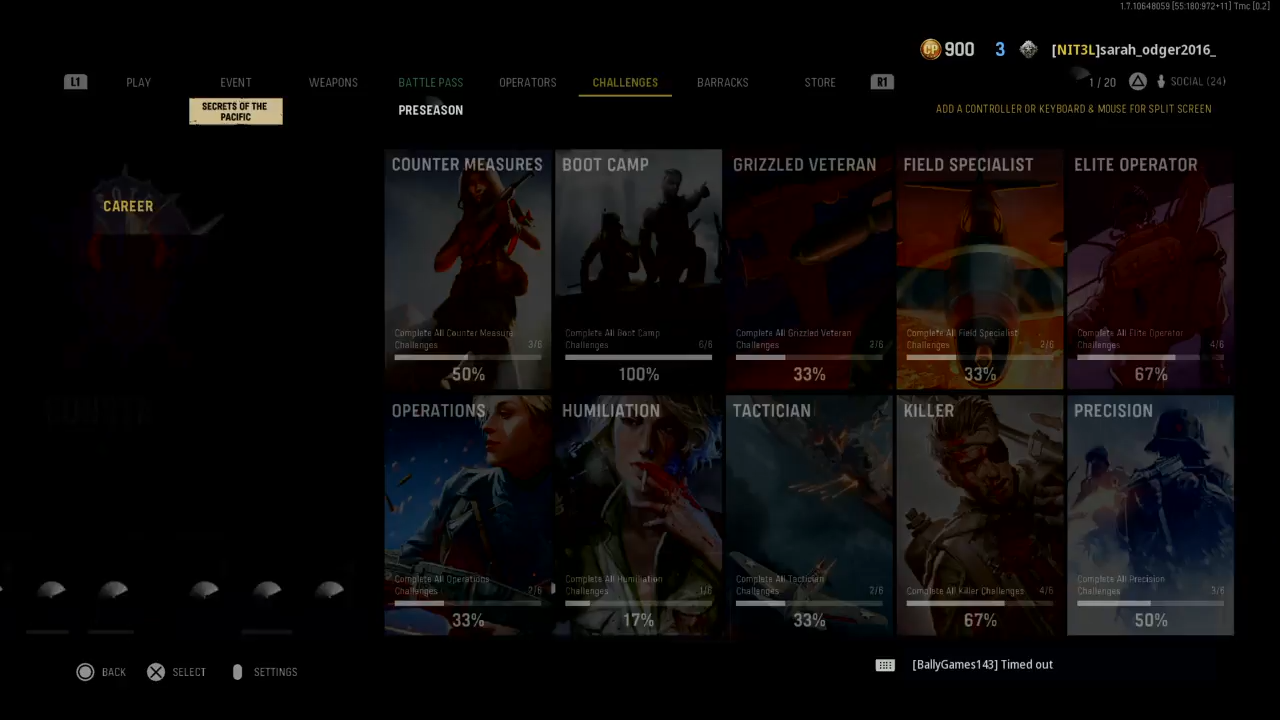 1.7.10648059 [55:180:972+11] Tmc [0.2]
CP 900 3 [NIT3L]sarah_odger2016_
L1 PLAY EVENT WEAPONS BATTLE PASS OPERATORS CHALLENGES BARRACKS STORE R1 1 / 20 SOCIAL (24)
SECRETS OF THE
PACIFIC
PRESEASON
ADD A CONTROLLER OR KEYBOARD & MOUSE FOR SPLIT SCREEN
CAREER
COUNTER MEASURES
Complete All Counter Measure
Challenges 3/6
50%
BOOT CAMP
Complete All Boot Camp
Challenges 6/6
100%
GRIZZLED VETERAN
Complete All Grizzled Veteran
Challenges 2/6
33%
FIELD SPECIALIST
Complete All Field Specialist
Challenges 2/6
33%
ELITE OPERATOR
Complete All Elite Operator
Challenges 4/6
67%
OPERATIONS
Complete All Operations
Challenges 2/6
33%
HUMILIATION
Complete All Humiliation
Challenges 1/6
17%
TACTICIAN
Complete All Tactician
Challenges 2/6
33%
KILLER
Complete All Killer Challenges 4/6
67%
PRECISION
Complete All Precision
Challenges 3/6
50%
BACK SELECT SETTINGS
[BallyGames143] Timed out